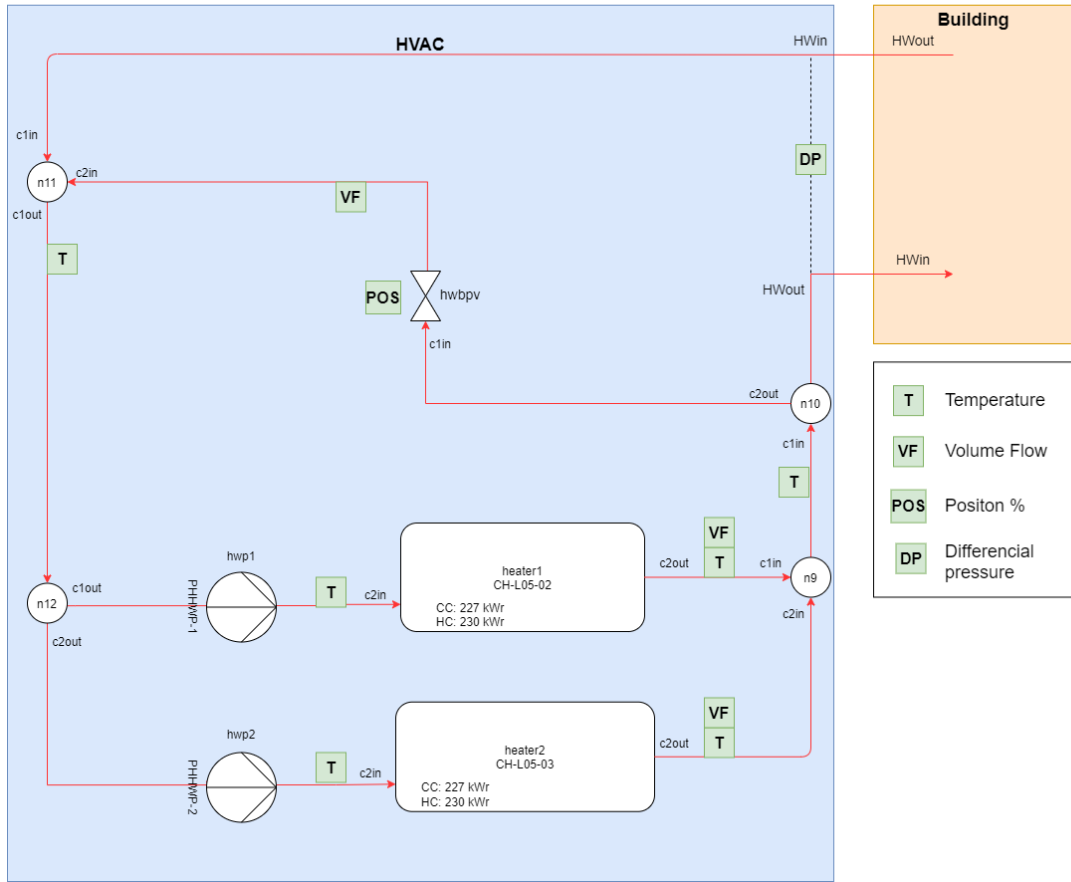 Building
HVAC
HWin
HWout
c1in
DP
n11
c2in
VF
c1out
T
HWin
POS
hwbpv
HWout
c1in
c2out
n10
c1in
T
T
Temperature
VF
Volume Flow
POS
Positon %
DP
Differencial
pressure
hwp1
PHHWP-1
T
c2in
heater1
CH-L05-02
CC: 227 kWr
HC: 230 kWr
VF
T
c2out
c1in
n9
c2in
n12
c1out
c2out
hwp2
PHHWP-2
T
c2in
heater2
CH-L05-03
CC: 227 kWr
HC: 230 kWr
VF
T
c2out